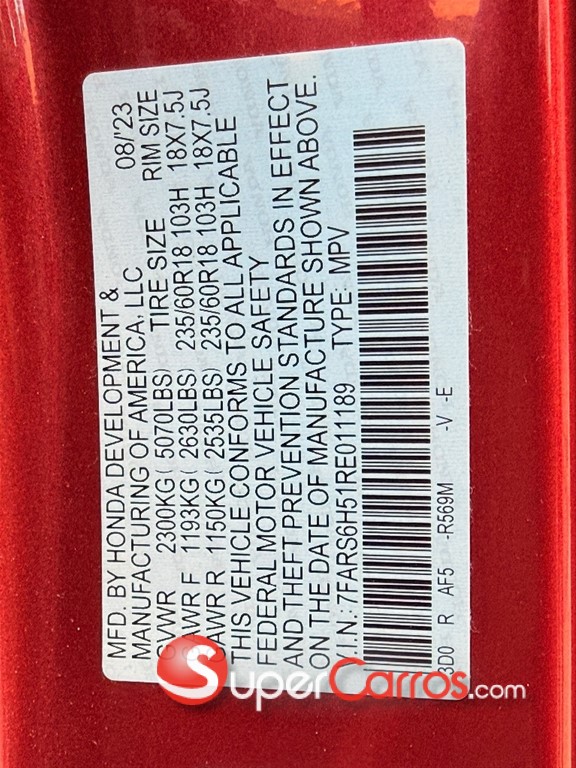 MFD. BY HONDA DEVELOPMENT &
MANUFACTURING OF AMERICA, LLC 08/'23
GVWR 2300KG( 5070LBS) TIRE SIZE RIM SIZE
GAWR F 1193KG( 2630LBS) 235/60R18 103H 18X7.5J
GAWR R 1150KG( 2535LBS) 235/60R18 103H 18X7.5J
THIS VEHICLE CONFORMS TO ALL APPLICABLE
FEDERAL MOTOR VEHICLE SAFETY
AND THEFT PREVENTION STANDARDS IN EFFECT
ON THE DATE OF MANUFACTURE SHOWN ABOVE.
V.I.N: 7FARS6H51RE011189 TYPE: MPV
3D0 R AF5 -R569M -V -E
SuperCarros.com